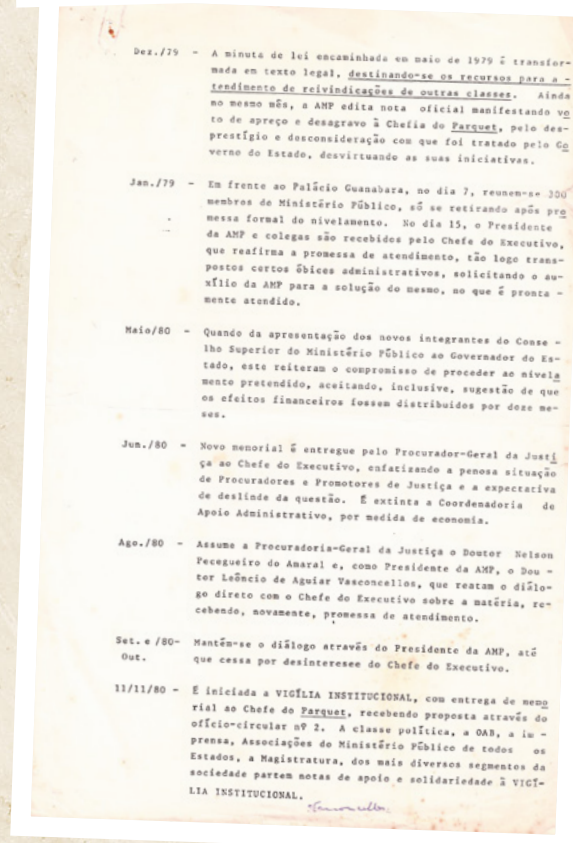 Dez./79 - A minuta de lei encaminhada em maio de 1979 é transfor-
mada em texto legal, destinando-se os recursos para a -
tendimento de reivindicações de outras classes. Ainda
no mesmo mês, a AMP edita nota oficial manifestando vo
to de apreço e desagravo à Chefia do Parquet, pelo des-
prestígio e desconsideração com que foi tratado pelo Go
verno do Estado, desvirtuando as suas iniciativas.
Jan./79 - Em frente ao Palácio Guanabara, no dia 7, reunem-se 300
membros do Ministério Público, só se retirando após pro
messa formal do nivelamento. No dia 15, o Presidente
da AMP e colegas são recebidos pelo Chefe do Executivo,
que reafirma a promessa de atendimento, tão logo trans-
postos certos óbices administrativos, solicitando o au-
xílio da AMP para a solução do mesmo, no que é pronta -
mente atendido.
Maio/80 - Quando da apresentação dos novos integrantes do Conse -
lho Superior do Ministério Público ao Governador do Es-
tado, este reiteram o compromisso de proceder ao nivela
mento pretendido, aceitando, inclusive, sugestão de que
os efeitos financeiros fossem distribuidos por doze me-
ses.
Jun./80 - Novo memorial é entregue pelo Procurador-Geral da Justi
ça ao Chefe do Executivo, enfatizando a penosa situação
de Procuradores e Promotores de Justiça e a expectativa
de deslinde da questão. É extinta a Coordenadoria de
Apoio Administrativo, por medida de economia.
Ago./80 - Assume a Procuradoria-Geral da Justiça o Doutor Nelson
Pecegueiro do Amaral e, como Presidente da AMP, o Dou -
tor Leôncio de Aguiar Vasconcellos, que reatam o diálo-
go direto com o Chefe do Executivo sobre a matéria, re-
cebendo, novamente, promessa de atendimento.
Set. e /80- Mantém-se o diálogo através do Presidente da AMP, até
Out. que cessa por desinteresse do Chefe do Executivo.
11/11/80 - É iniciada a VIGÍLIA INSTITUCIONAL, com entrega de memo
rial ao Chefe do Parquet, recebendo proposta através do
ofício-circular nº 2. A classe política, a OAB, a im -
prensa, Associações do Ministério Público de todos os
Estados, a Magistratura, dos mais diversos segmentos da
sociedade partem notas de apoio e solidariedade à VIGÍ-
LIA INSTITUCIONAL.